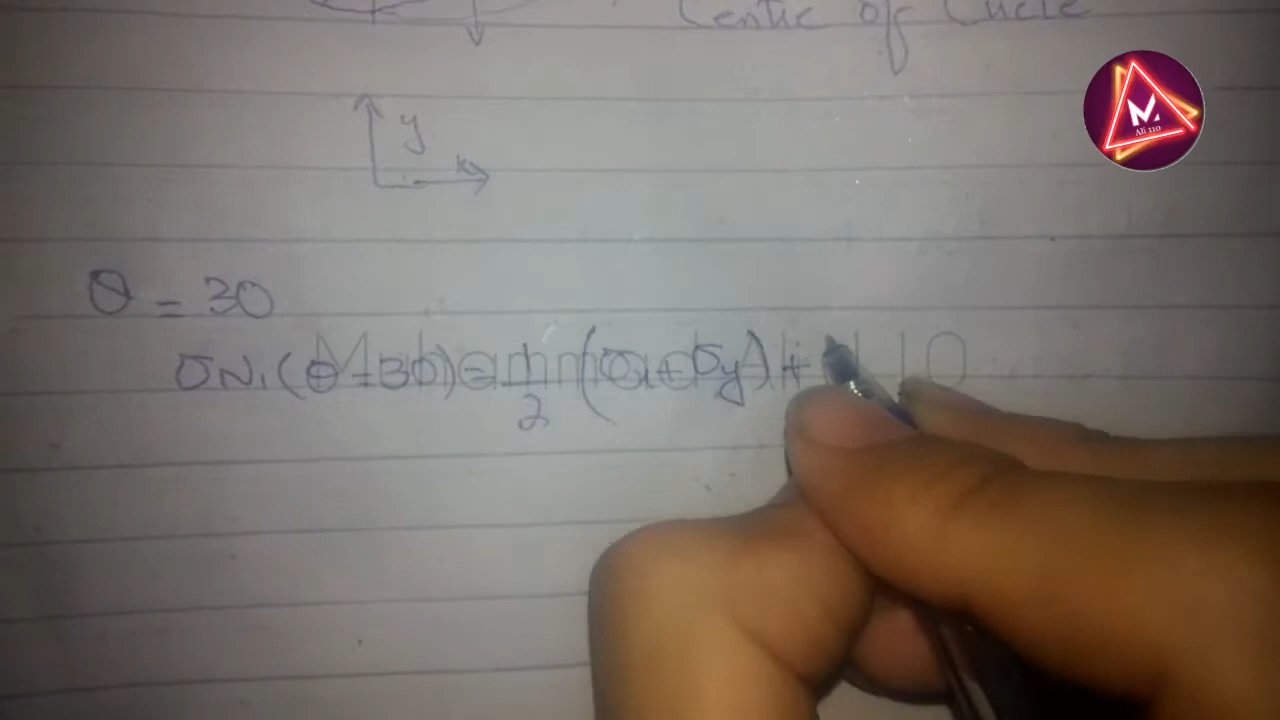 Centre of Circle
y
x
θ = 30
σN₁(θ=30) = 1/2 (σx + σy) +
Muhammad Ali 110
M
Ali 110